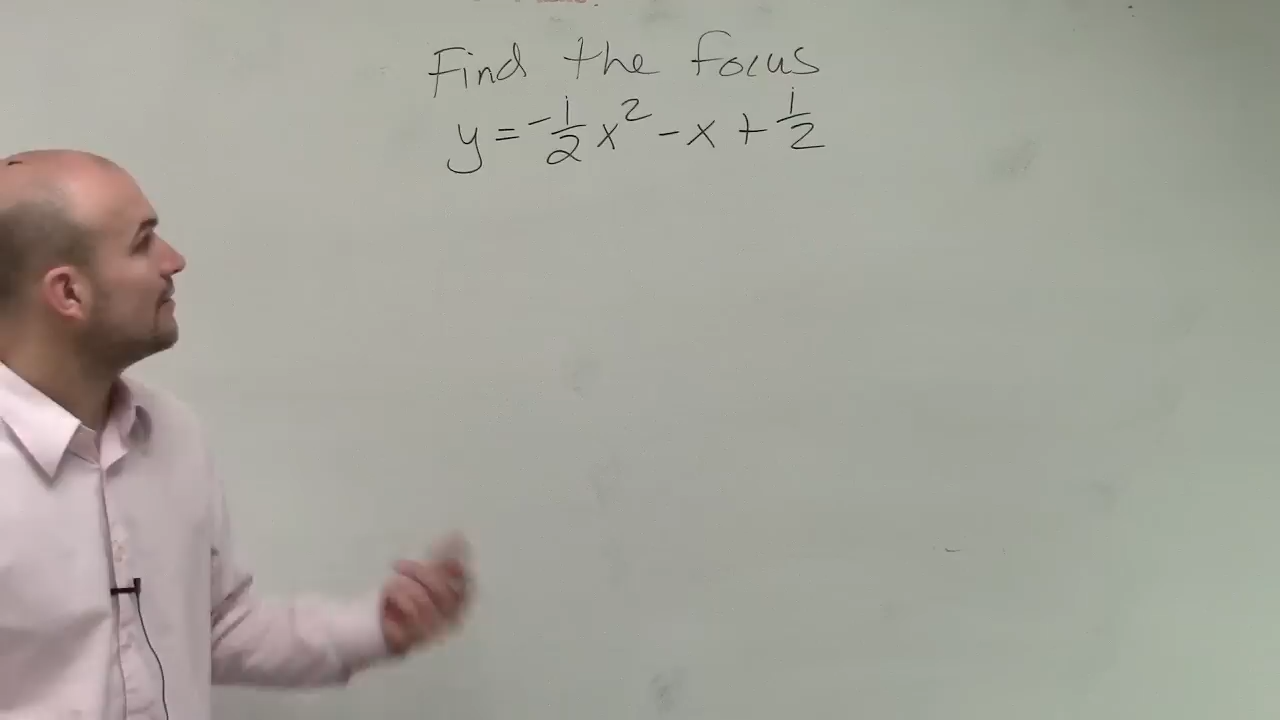 Find the focus
y = -1/2 x² - x + 1/2